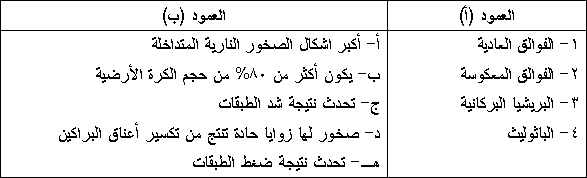 العمود (أ) العمود (ب)
١- الفوالق العادية أ- أكبر اشكال الصخور النارية المتداخلة
٢- الفوالق المعكوسة ب- يكون أكثر من ٨٠% من حجم الكرة الأرضية
٣- البريشيا البركانية ج- تحدث نتيجة شد الطبقات
٤- الباثوليث د- صخور لها زوايا حادة تنتج من تكسير أعناق البراكين
هـ- تحدث نتيجة ضغط الطبقات